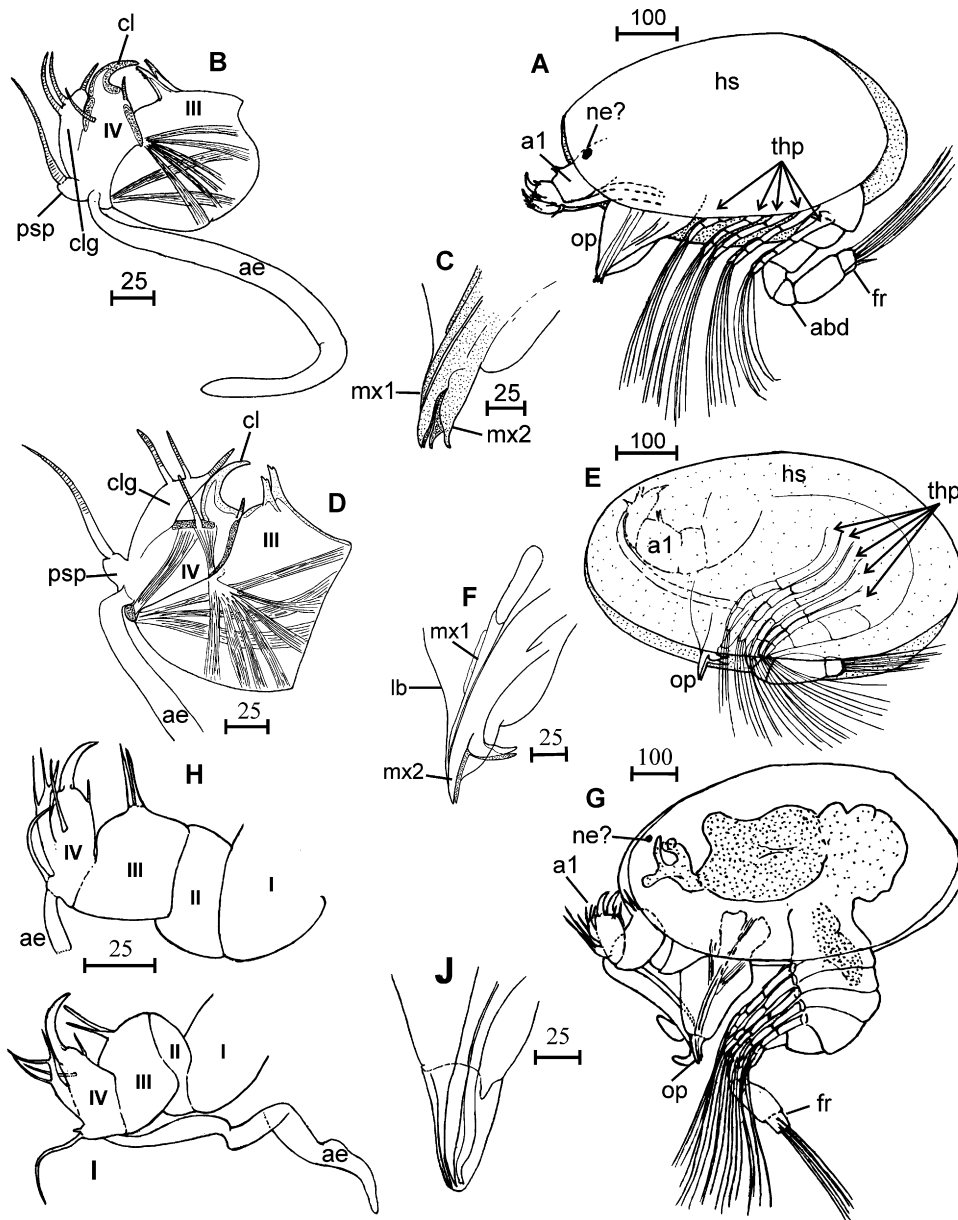 cl
B
III
IV
psp
clg
25
ae
100
A
hs
ne?
a1
thp
op
fr
abd
C
mx1
25
mx2
cl
clg
D
III
psp
IV
ae
25
100
E
hs
thp
a1
op
F
mx1
lb
25
mx2
H
IV
III
II
I
ae
25
100
G
ne?
a1
op
fr
II
I
III
IV
ae
I
J
25